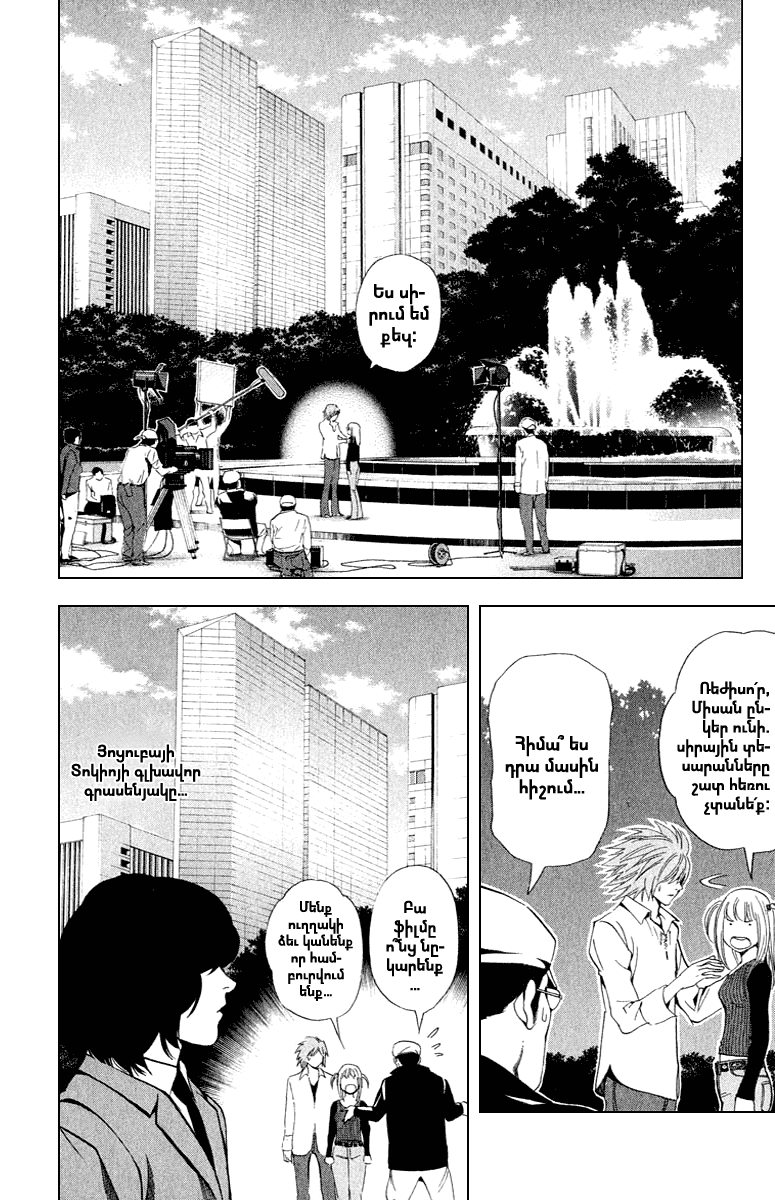 Ես սի-
րում եմ
քեզ:
Ռեժիսո՛ր,
Միսան ըն-
կեր ունի.
սիրային տե-
սարանները
շատ հեռու
չտանե՛ք:
Հիմա՞ ես
դրա մասին
հիշում...
Յոցուբայի
Տոկիոյի գլխավոր
գրասենյակը...
Բա
ֆիլմը
ո՞նց նը-
կարենք
...
Մենք
ուղղակի
ձեւ կանենք
որ համ-
բուրվում
ենք...